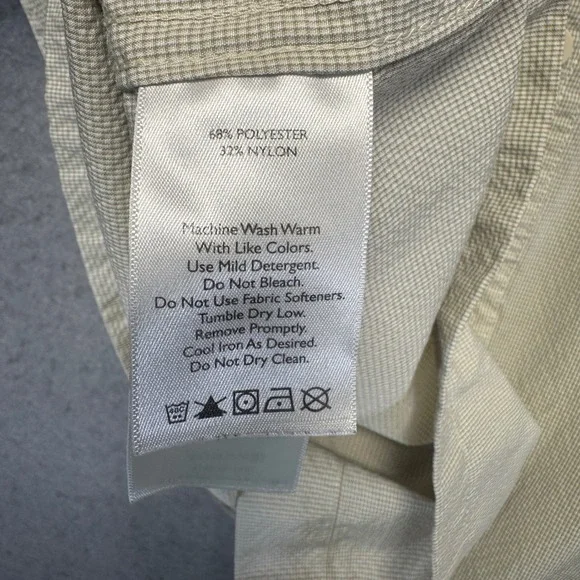 68% POLYESTER
32% NYLON
Machine Wash Warm
With Like Colors.
Use Mild Detergent.
Do Not Bleach.
Do Not Use Fabric Softeners.
Tumble Dry Low.
Remove Promptly.
Cool Iron As Desired.
Do Not Dry Clean.
40C